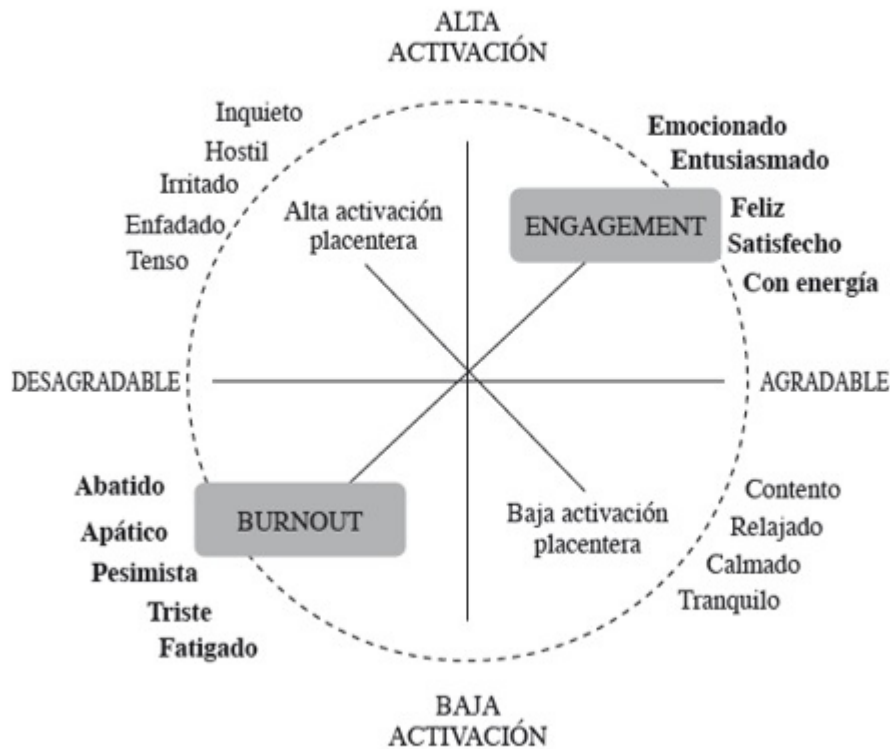 ALTA
ACTIVACIÓN
Inquieto
Hostil
Irritado
Enfadado
Tenso
Emocionado
Entusiasmado
Feliz
Satisfecho
Con energía
Alta activación
placentera
ENGAGEMENT
DESAGRADABLE
AGRADABLE
Abatido
Apático
Pesimista
Triste
Fatigado
BURNOUT
Baja activación
placentera
Contento
Relajado
Calmado
Tranquilo
BAJA
ACTIVACIÓN